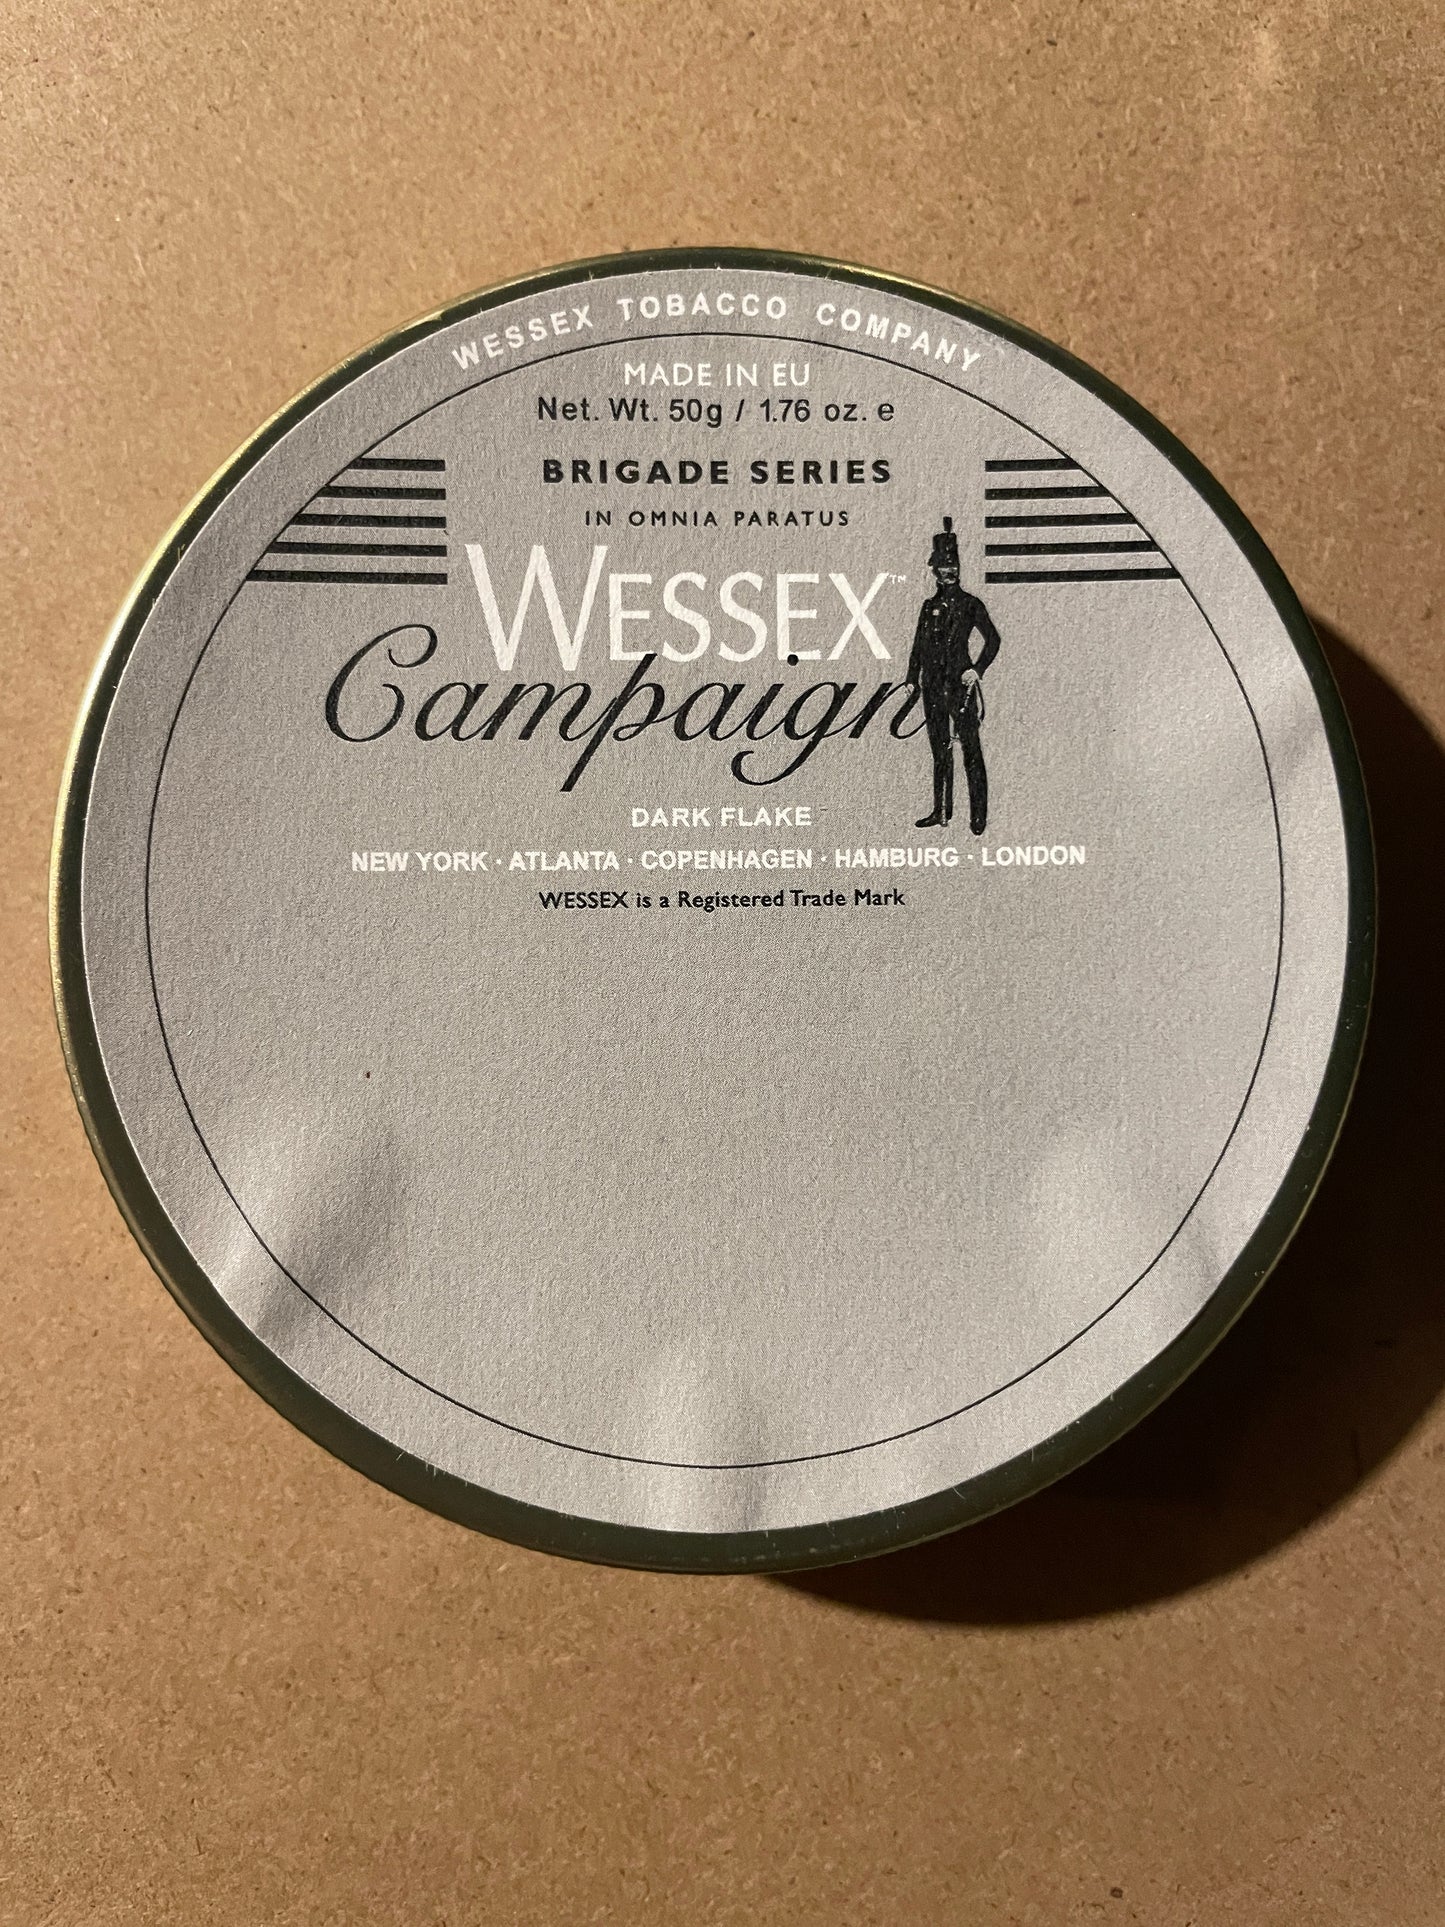 WESSEX TOBACCO COMPANY
MADE IN EU
Net. Wt. 50g / 1.76 oz. e
BRIGADE SERIES
IN OMNIA PARATUS
WESSEX™
Campaign
DARK FLAKE
NEW YORK · ATLANTA · COPENHAGEN · HAMBURG · LONDON
WESSEX is a Registered Trade Mark